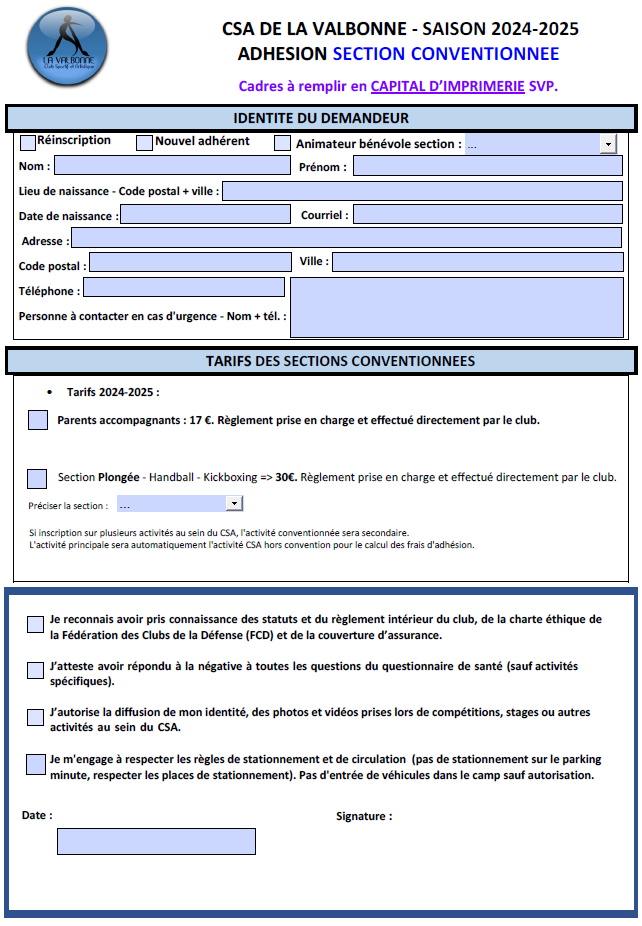 LA VALBONNE
Club Sportif et Artistique
CSA DE LA VALBONNE - SAISON 2024-2025
ADHESION SECTION CONVENTIONNEE
Cadres à remplir en CAPITAL D'IMPRIMERIE SVP.
IDENTITE DU DEMANDEUR
Réinscription Nouvel adhérent Animateur bénévole section : ...
Nom : Prénom :
Lieu de naissance - Code postal + ville :
Date de naissance : Courriel :
Adresse :
Code postal : Ville :
Téléphone :
Personne à contacter en cas d'urgence - Nom + tél. :
TARIFS DES SECTIONS CONVENTIONNEES
• Tarifs 2024-2025 :
Parents accompagnants : 17 €. Règlement prise en charge et effectué directement par le club.
Section Plongée - Handball - Kickboxing => 30€. Règlement prise en charge et effectué directement par le club.
Préciser la section : ...
Si inscription sur plusieurs activités au sein du CSA, l'activité conventionnée sera secondaire.
L'activité principale sera automatiquement l'activité CSA hors convention pour le calcul des frais d'adhésion.
Je reconnais avoir pris connaissance des statuts et du règlement intérieur du club, de la charte éthique de
la Fédération des Clubs de la Défense (FCD) et de la couverture d'assurance.
J'atteste avoir répondu à la négative à toutes les questions du questionnaire de santé (sauf activités
spécifiques).
J'autorise la diffusion de mon identité, des photos et vidéos prises lors de compétitions, stages ou autres
activités au sein du CSA.
Je m'engage à respecter les règles de stationnement et de circulation (pas de stationnement sur le parking
minute, respecter les places de stationnement). Pas d'entrée de véhicules dans le camp sauf autorisation.
Date : Signature :